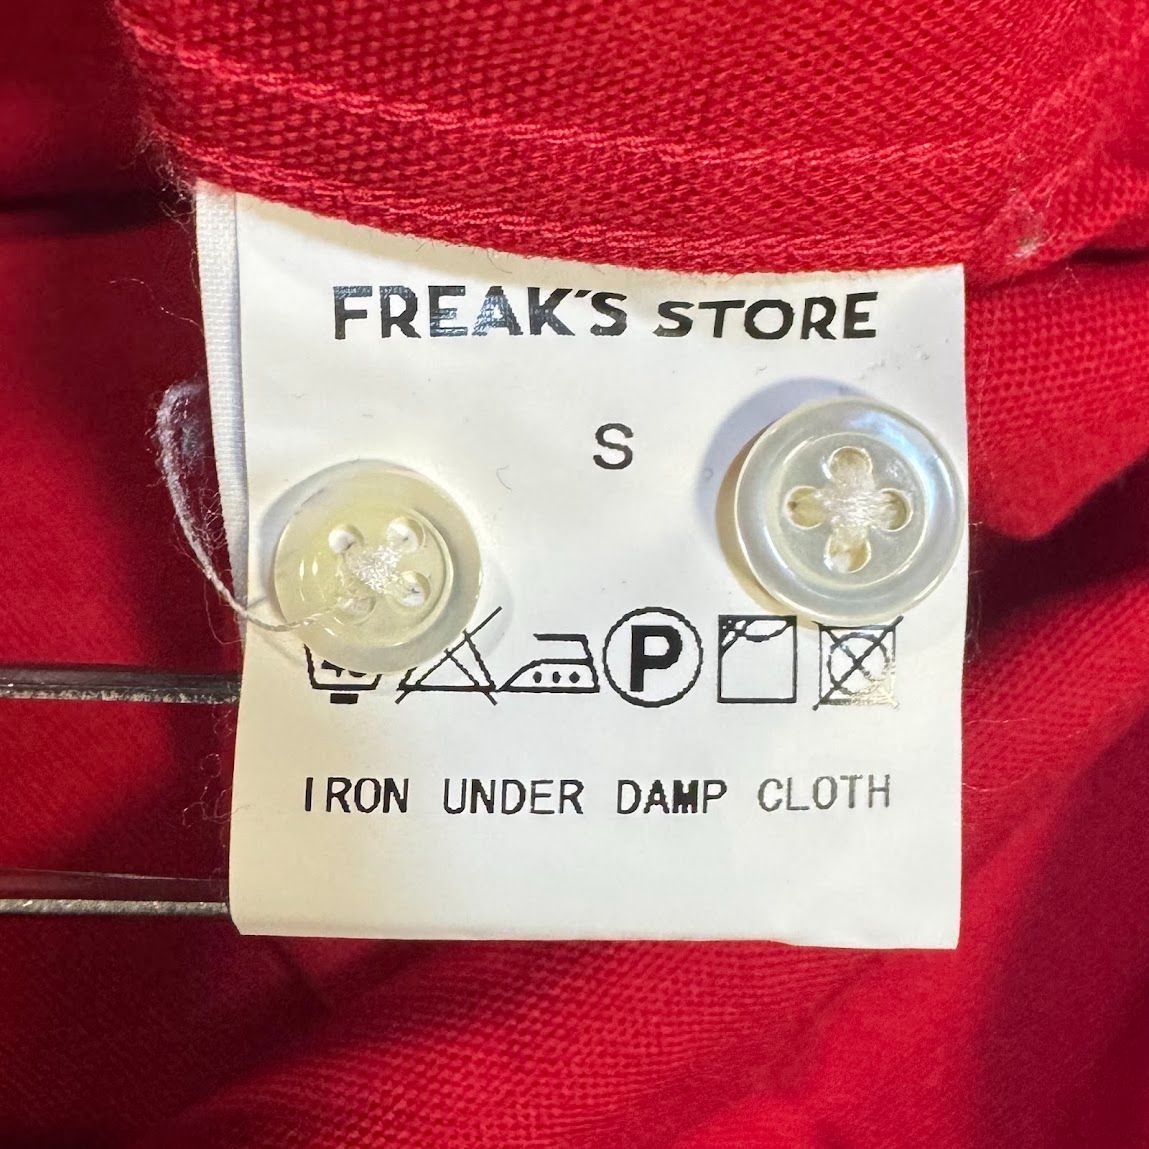 FREAK'S STORE
S
P
IRON UNDER DAMP CLOTH